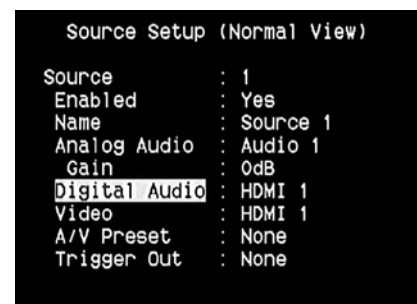 Source Setup (Normal View)
Source : 1
Enabled : Yes
Name : Source 1
Analog Audio : Audio 1
Gain : 0dB
Digital Audio : HDMI 1
Video : HDMI 1
A/V Preset : None
Trigger Out : None